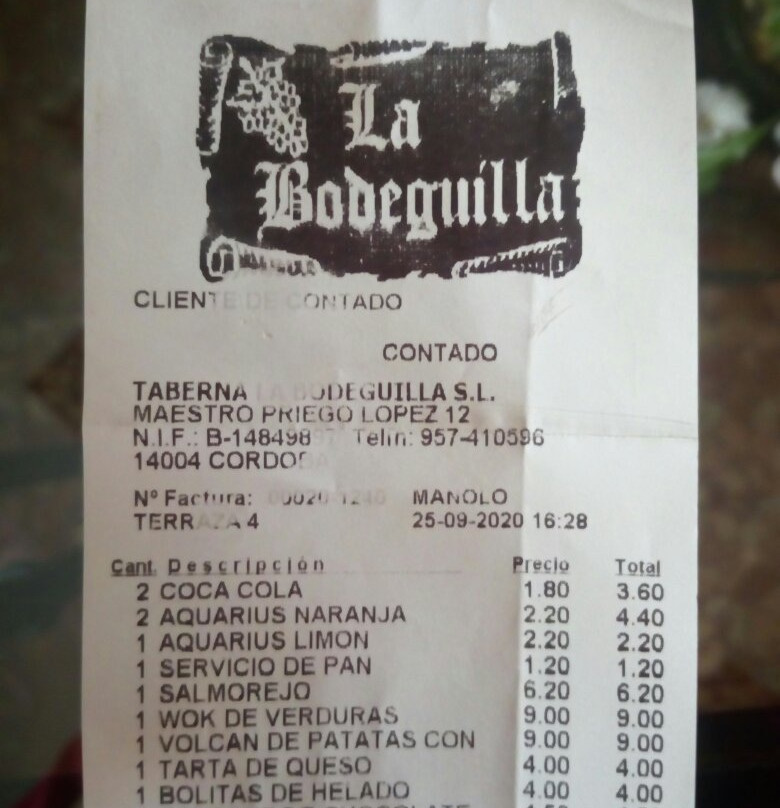 La
Bodeguilla
CLIENTE DE CONTADO
CONTADO
TABERNA LA BODEGUILLA S.L.
MAESTRO PRIEGO LOPEZ 12
N.I.F.: Telfn: 957-410596
14004 CORDOBA
Nº Factura: MANOLO
TERRAZA 4 25-09-2020 16:28
Cant. Descripción Precio Total
2 COCA COLA 1.80 3.60
2 AQUARIUS NARANJA 2.20 4.40
1 AQUARIUS LIMON 2.20 2.20
1 SERVICIO DE PAN 1.20 1.20
1 SALMOREJO 6.20 6.20
1 WOK DE VERDURAS 9.00 9.00
1 VOLCAN DE PATATAS CON 9.00 9.00
1 TARTA DE QUESO 4.00 4.00
1 BOLITAS DE HELADO 4.00 4.00